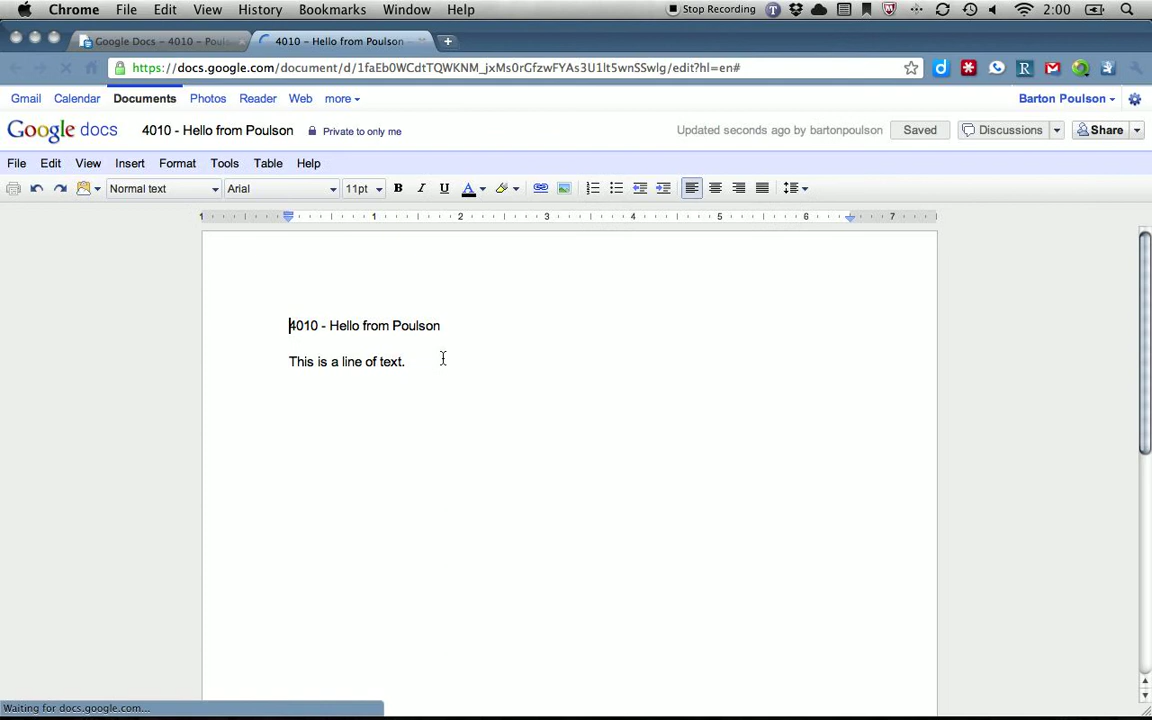 Chrome File Edit View History Bookmarks Window Help Stop Recording 2:00
Google Docs – 4010 – Pouls 4010 – Hello from Poulson
https://docs.google.com/document/d/1faEb0WCdtTQWKNM_jxMs0rGfzwFYAs3U1lt5wnSSwlg/edit?hl=en#
Gmail Calendar Documents Photos Reader Web more Barton Poulson
Google docs 4010 - Hello from Poulson Private to only me Updated seconds ago by bartonpoulson Saved Discussions Share
File Edit View Insert Format Tools Table Help
Normal text Arial 11pt B I U A
1 1 2 3 4 5 6 7
4010 - Hello from Poulson
This is a line of text.
Waiting for docs.google.com...